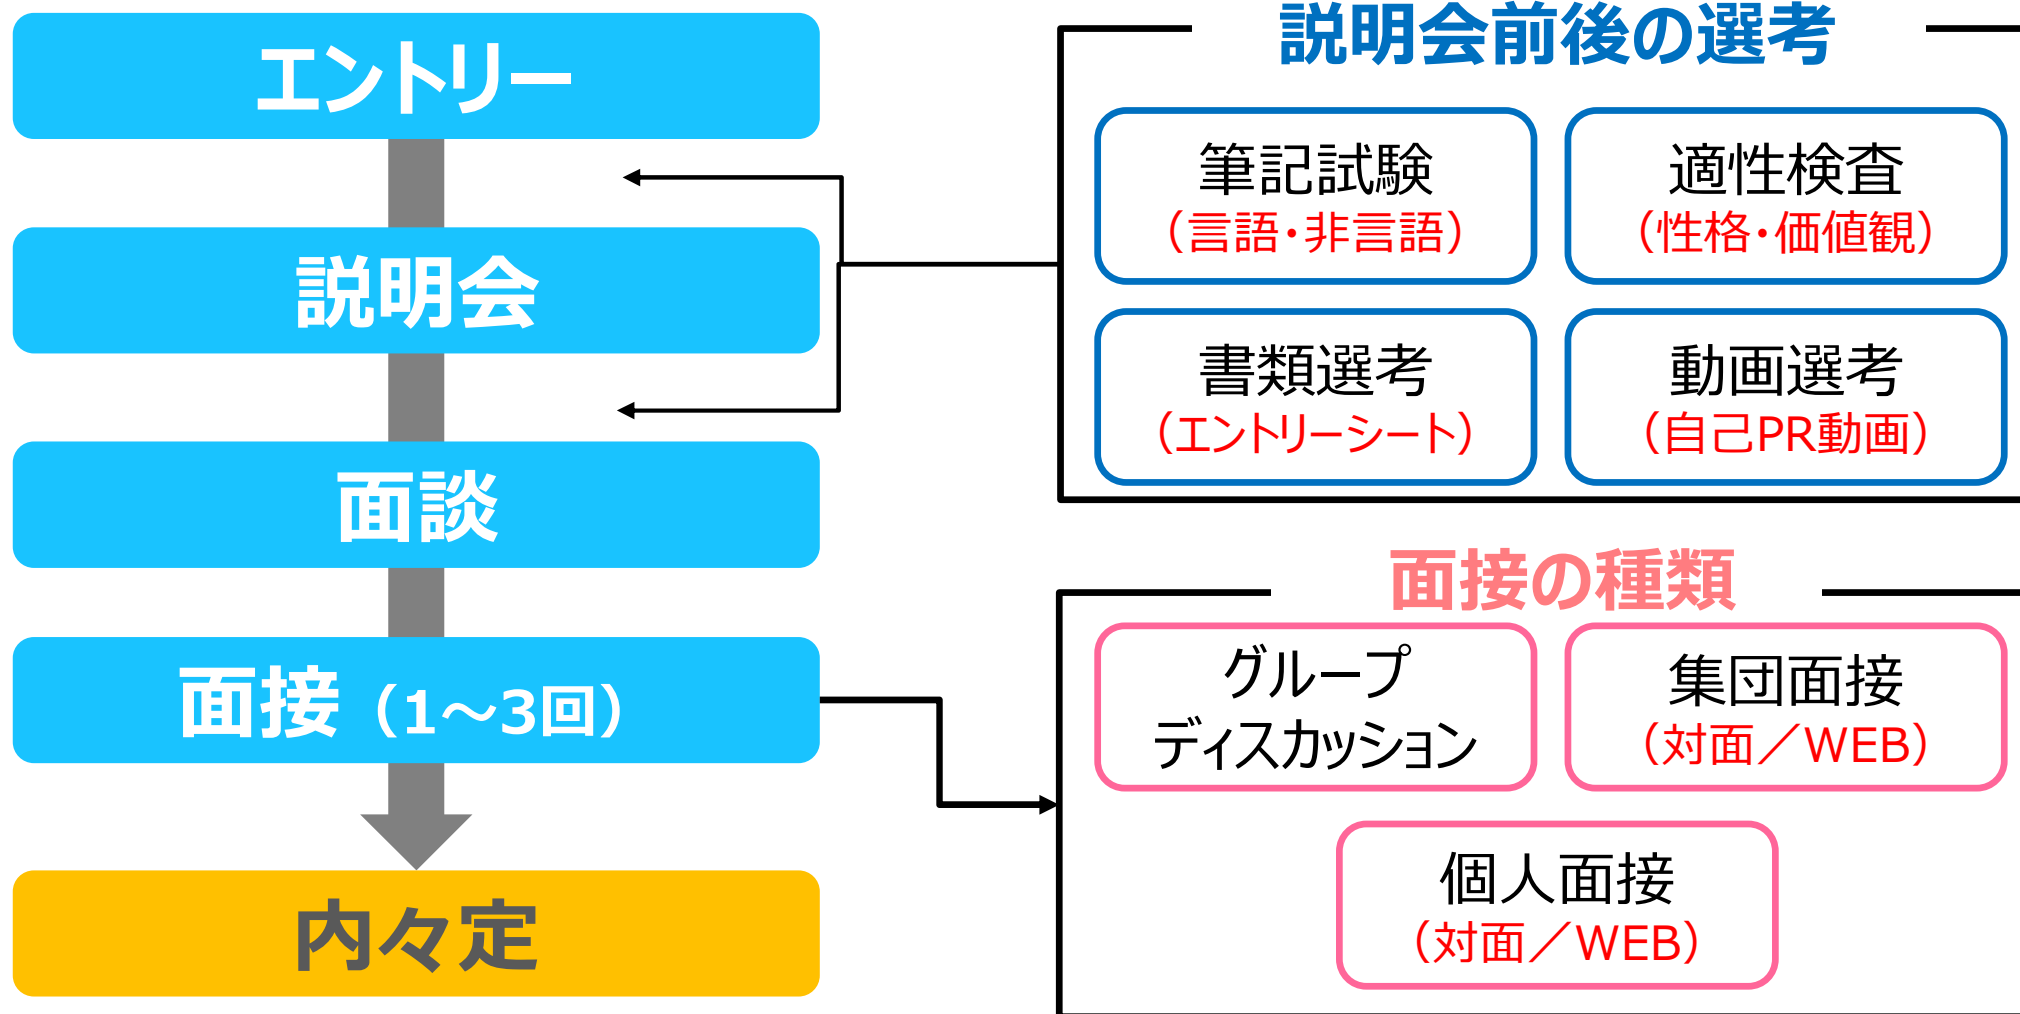 エントリー
説明会
面談
面接（1～3回）
内々定
説明会前後の選考
筆記試験
（言語・非言語）
適性検査
（性格・価値観）
書類選考
（エントリーシート）
動画選考
（自己PR動画）
面接の種類
グループ
ディスカッション
集団面接
（対面／WEB）
個人面接
（対面／WEB）